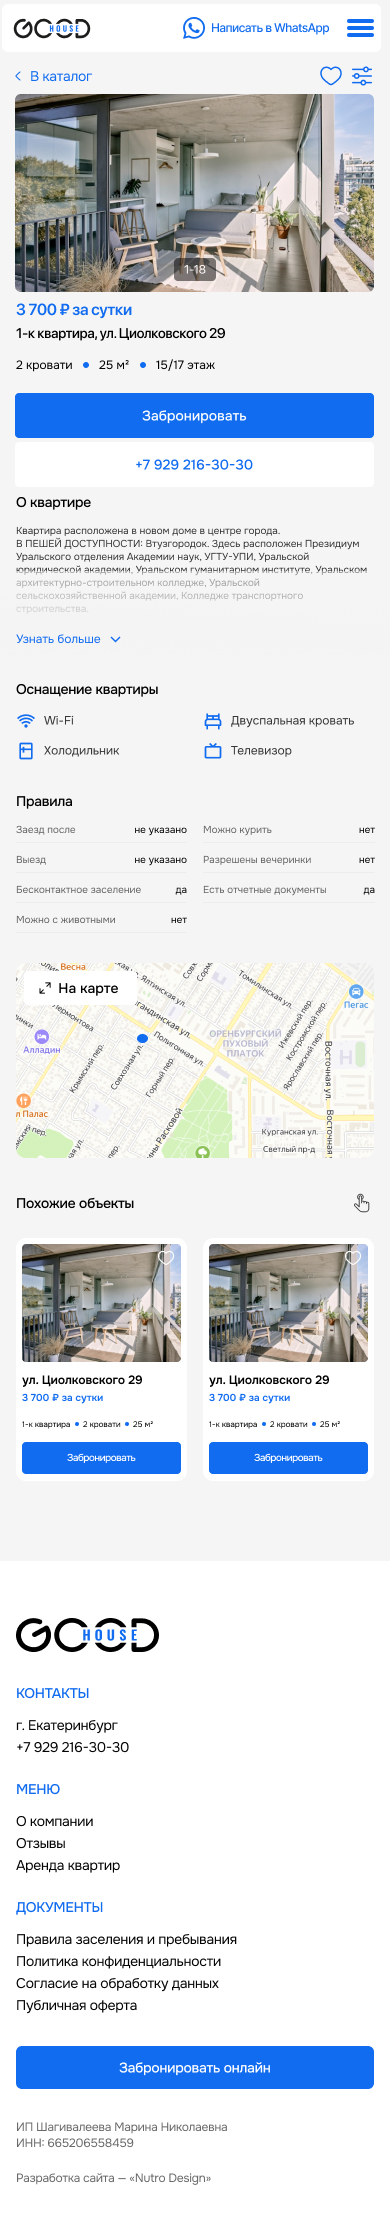 GOOD HOUSE
Написать в WhatsApp
В каталог
1-18
3 700 ₽ за сутки
1-к квартира, ул. Циолковского 29
2 кровати 25 м² 15/17 этаж
Забронировать
+7 929 216-30-30
О квартире
Квартира расположена в новом доме в центре города.
В ПЕШЕЙ ДОСТУПНОСТИ: Втузгородок. Здесь расположен Президиум
Уральского отделения Академии наук, УГТУ-УПИ, Уральской
юридической академии, Уральском гуманитарном институте, Уральском
архитектурно-строительном колледже, Уральской
сельскохозяйственной академии, Колледже транспортного
строительства.
Узнать больше
Оснащение квартиры
Wi-Fi
Двуспальная кровать
Холодильник
Телевизор
Правила
Заезд после не указано
Можно курить нет
Выезд не указано
Разрешены вечеринки нет
Бесконтактное заселение да
Есть отчетные документы да
Можно с животными нет
На карте
Весна
Ялтинская ул.
Томилинская ул.
Пегас
Лермонтова
Полигонная ул.
ОРЕНБУРГСКИЙ
ПУХОВЫЙ
ПЛАТОК
Ижевский пер.
Костромской пер.
Ярославский пер.
Алладин
Крымский пер.
Совхозная ул.
Горный пер.
Восточная ул.
л Палас
Курганская ул.
Светлый пр-д
Похожие объекты
ул. Циолковского 29
3 700 ₽ за сутки
1-к квартира 2 кровати 25 м²
Забронировать
ул. Циолковского 29
3 700 ₽ за сутки
1-к квартира 2 кровати 25 м²
Забронировать
GOOD HOUSE
КОНТАКТЫ
г. Екатеринбург
+7 929 216-30-30
МЕНЮ
О компании
Отзывы
Аренда квартир
ДОКУМЕНТЫ
Правила заселения и пребывания
Политика конфиденциальности
Согласие на обработку данных
Публичная оферта
Забронировать онлайн
ИП Шагивалеева Марина Николаевна
ИНН: 665206558459
Разработка сайта — «Nutro Design»